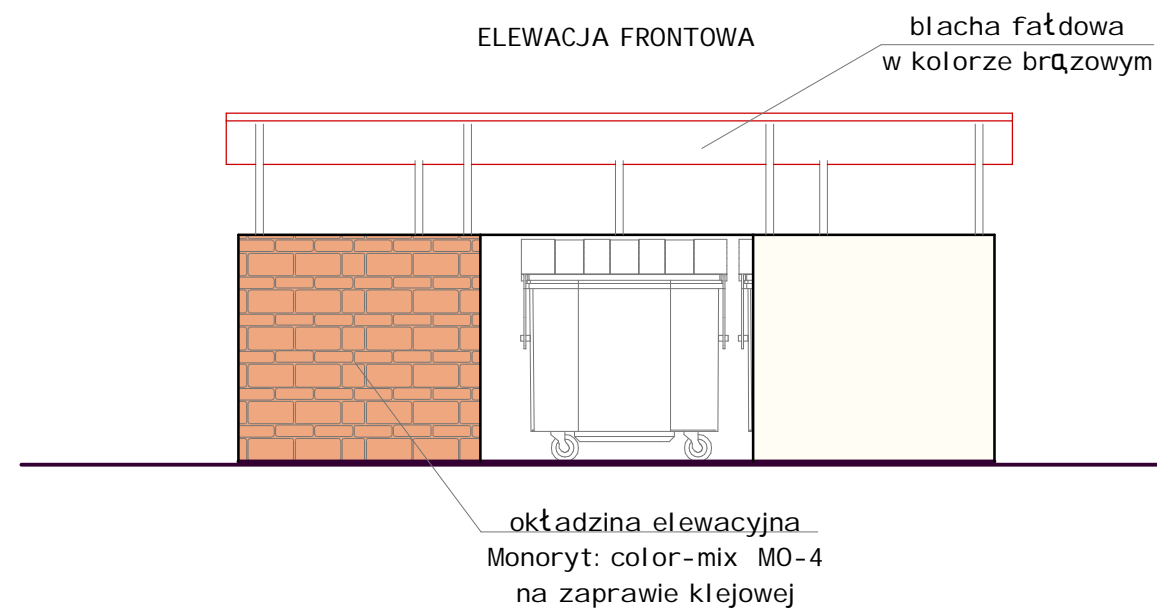 ELEWACJA FRONTOWA
blacha fałdowa
w kolorze brązowym
okładzina elewacyjna
Monoryt: color-mix MO-4
na zaprawie klejowej